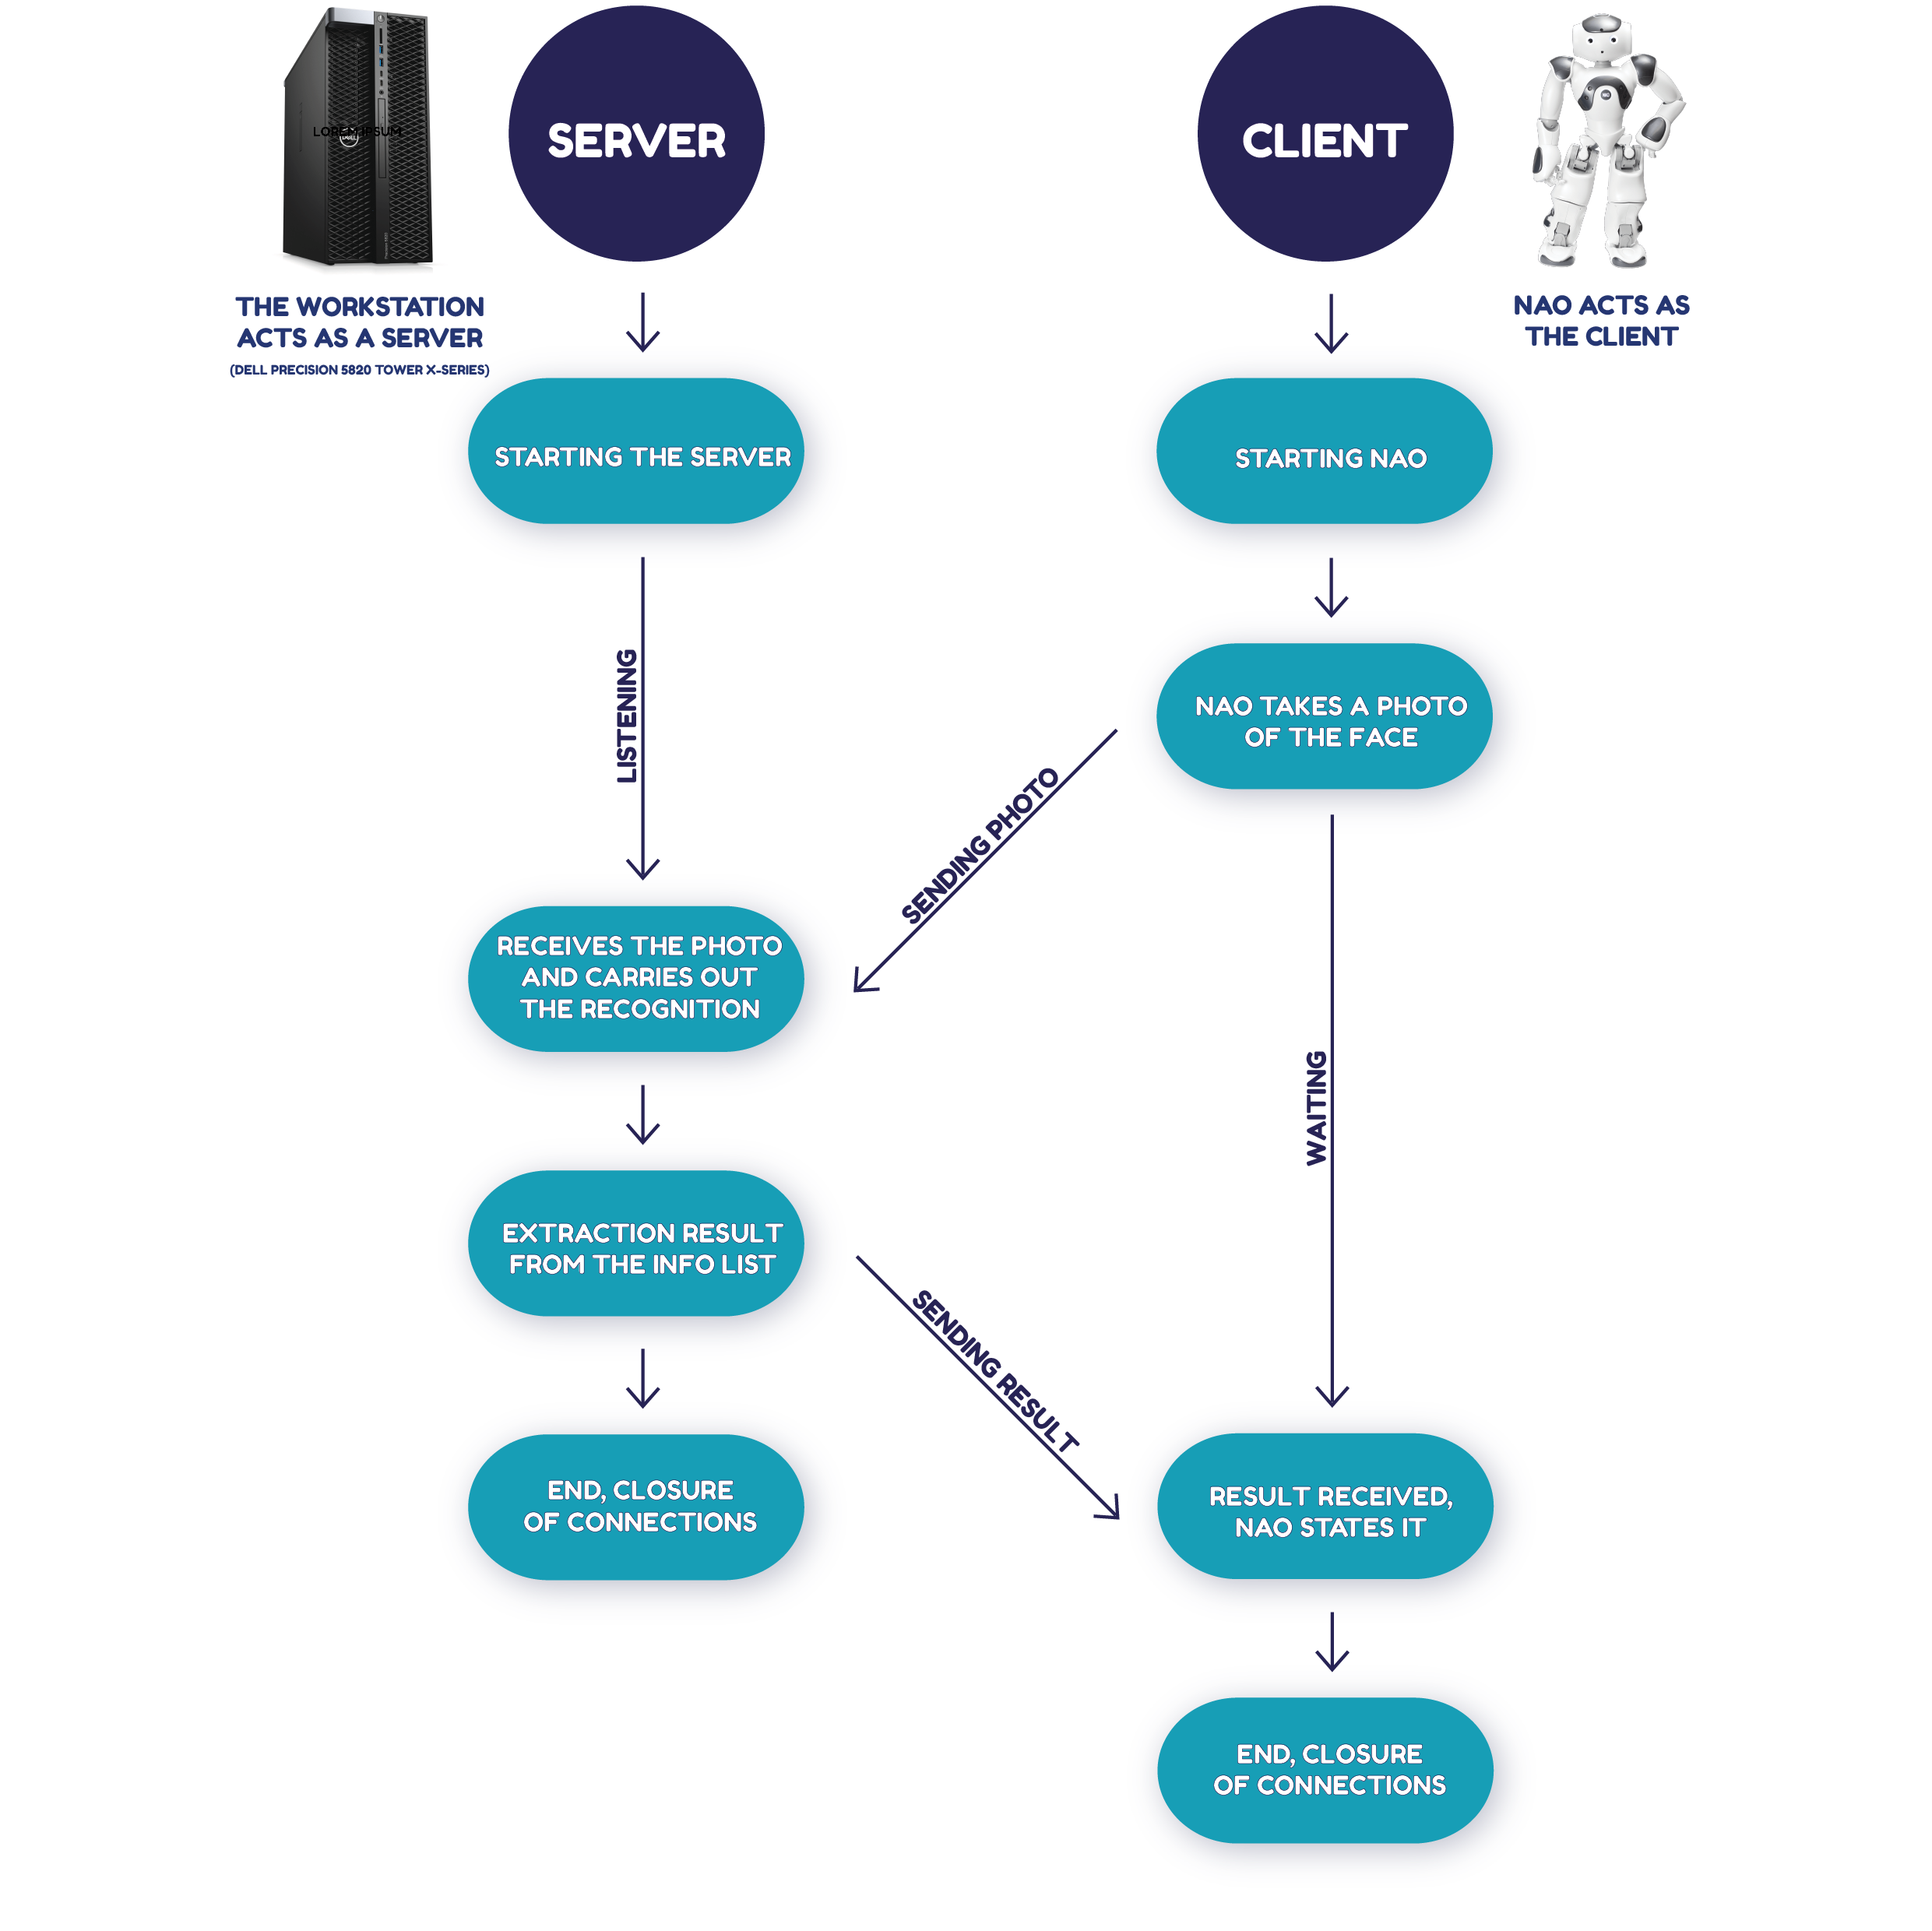 SERVER
CLIENT
LOREM IPSUM
DELL
THE WORKSTATION
ACTS AS A SERVER
(DELL PRECISION 5820 TOWER X-SERIES)
NAO ACTS AS
THE CLIENT
STARTING THE SERVER
STARTING NAO
LISTENING
NAO TAKES A PHOTO
OF THE FACE
SENDING PHOTO
RECEIVES THE PHOTO
AND CARRIES OUT
THE RECOGNITION
WAITING
EXTRACTION RESULT
FROM THE INFO LIST
SENDING RESULT
END, CLOSURE
OF CONNECTIONS
RESULT RECEIVED,
NAO STATES IT
END, CLOSURE
OF CONNECTIONS